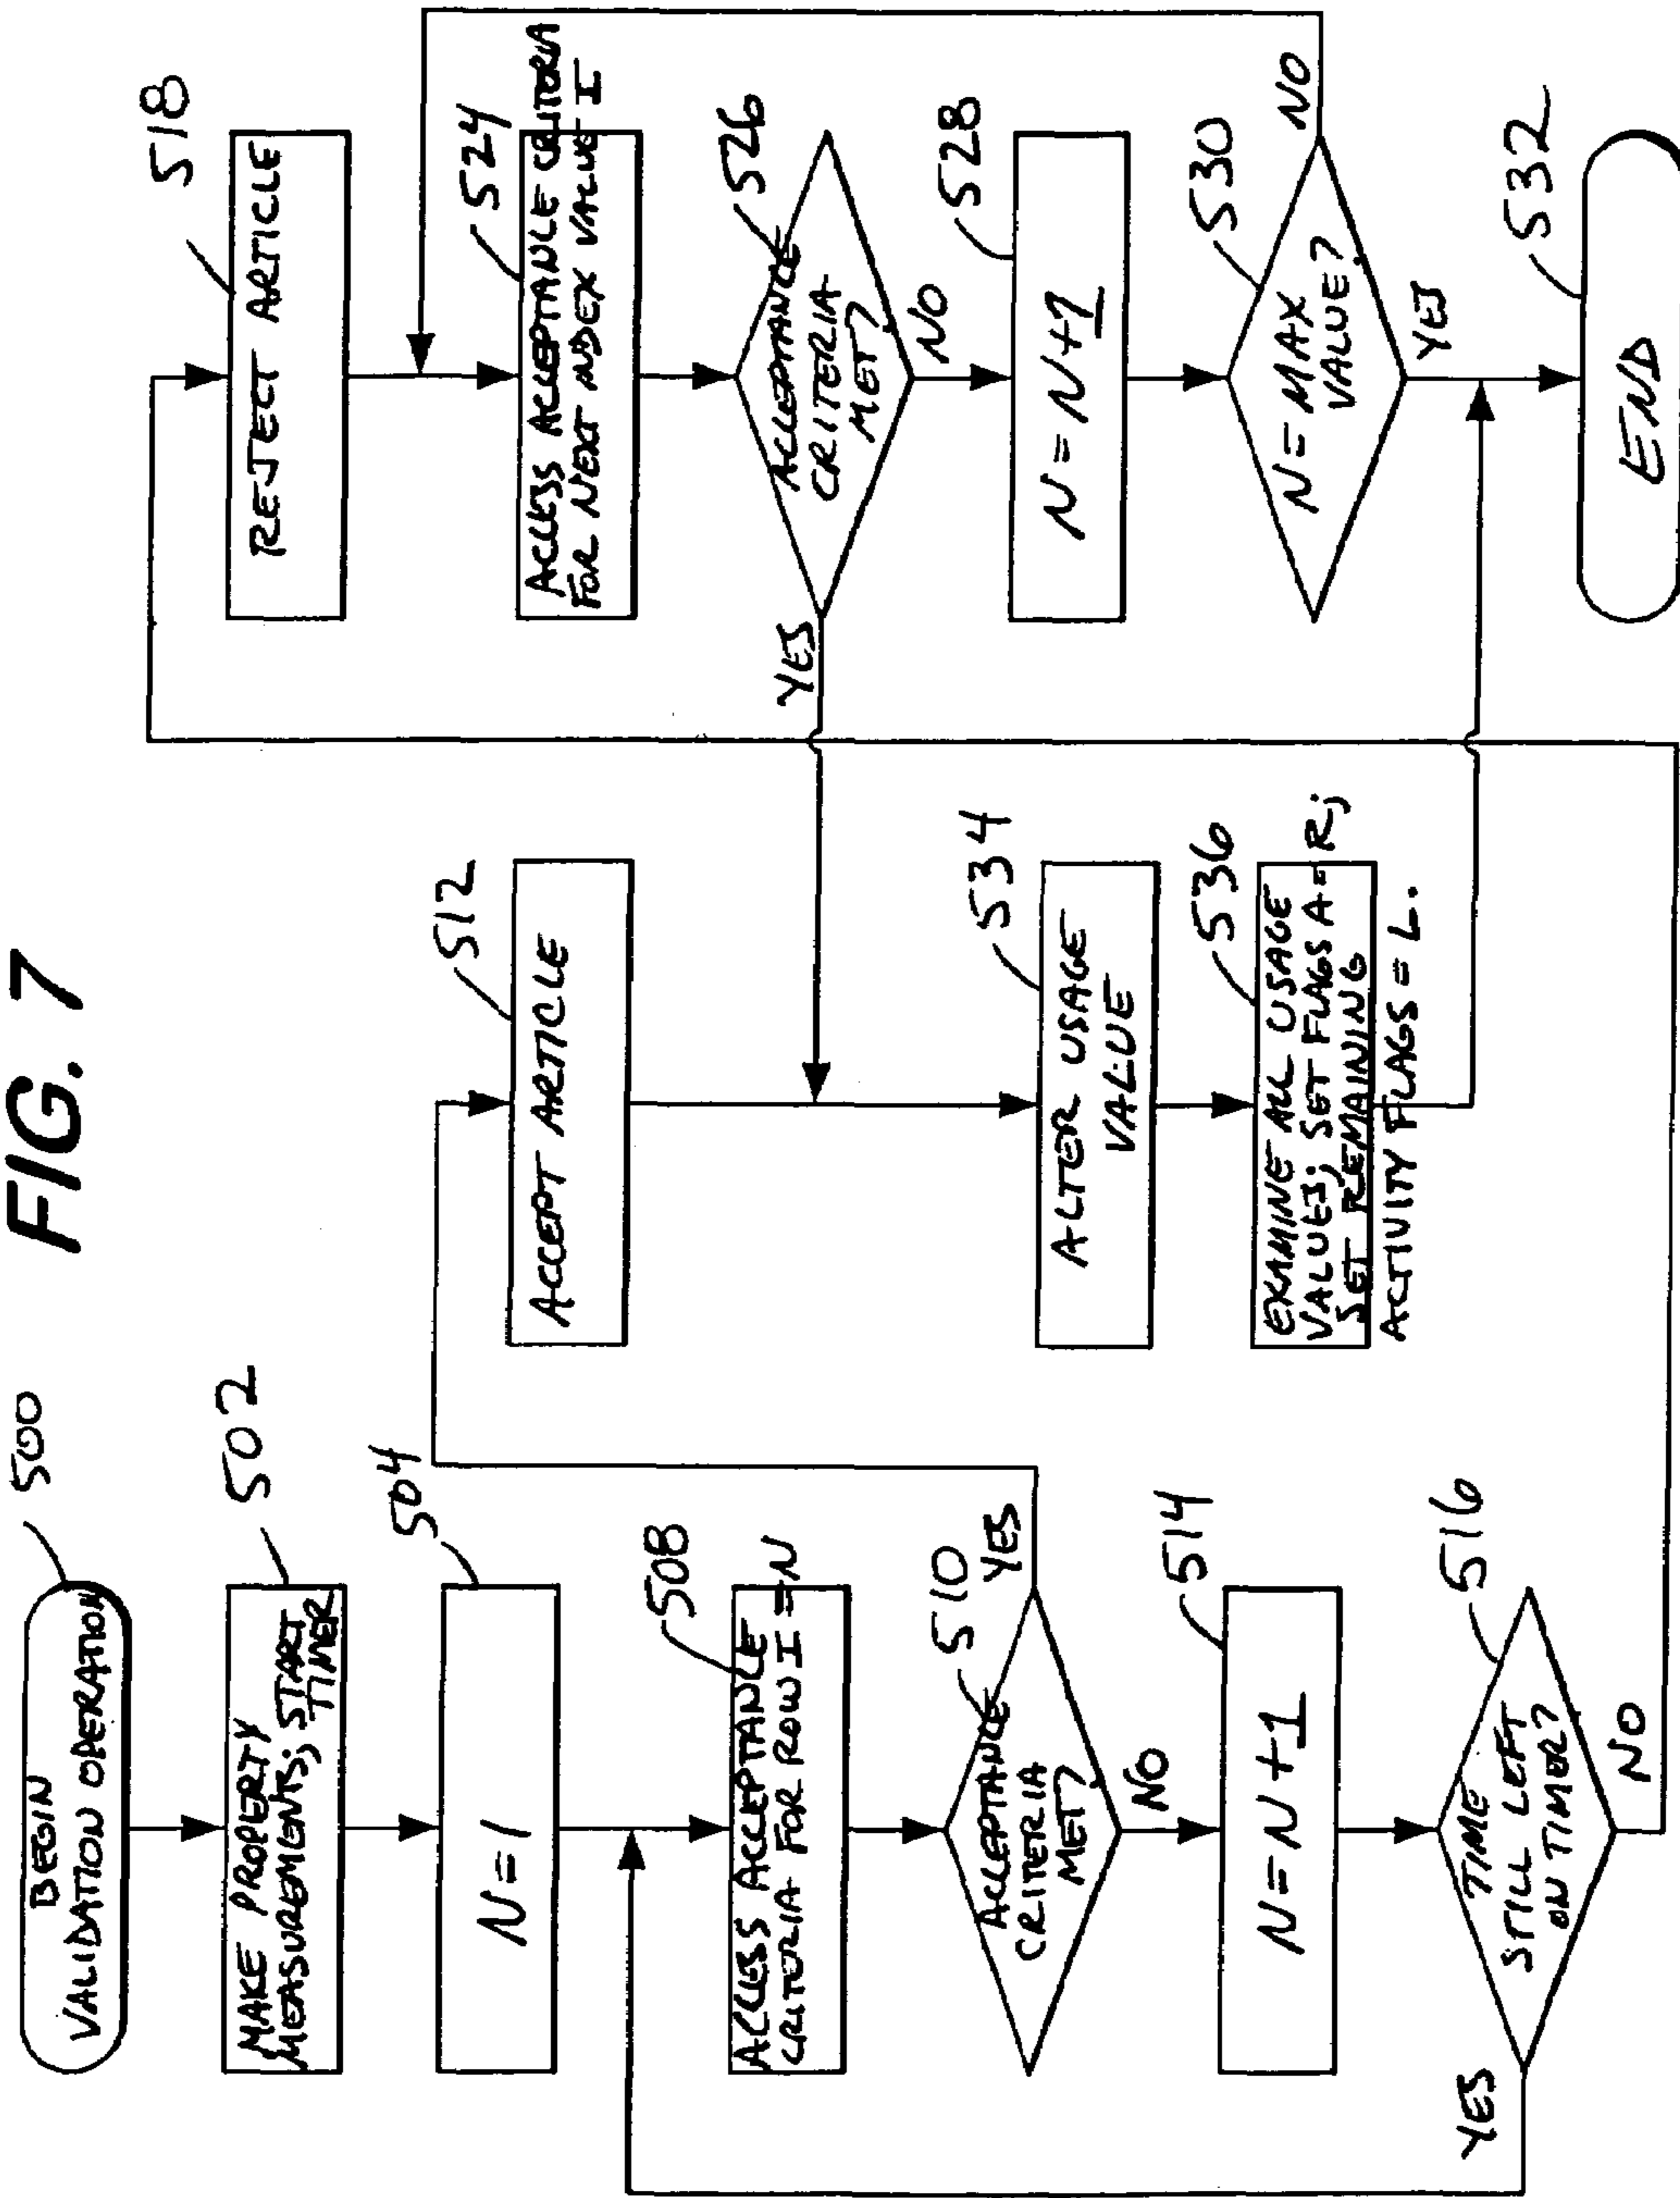 FIG. 7
500
BEGIN
VALIDATION OPERATION
502
MAKE PROPERTY
MEASUREMENTS; START
TIMER
504
N=1
508
ACCESS ACCEPTANCE
CRITERIA FOR ROW I=N
510
ACCEPTANCE
CRITERIA
MET?
YES
NO
514
N=N+1
516
TIME
STILL LEFT
ON TIMER?
YES
NO
512
ACCEPT ARTICLE
534
ALTER USAGE
VALUE
536
EXAMINE ALL USAGE
VALUES; SET FLAGS A=R;
SET REMAINING
ACTIVITY FLAGS = L.
518
REJECT ARTICLE
524
ACCESS ACCEPTANCE CRITERIA
FOR NEXT INDEX VALUE I
526
ACCEPTANCE
CRITERIA
MET?
YES
NO
528
N=N+1
530
N=MAX
VALUE?
NO
YES
532
END